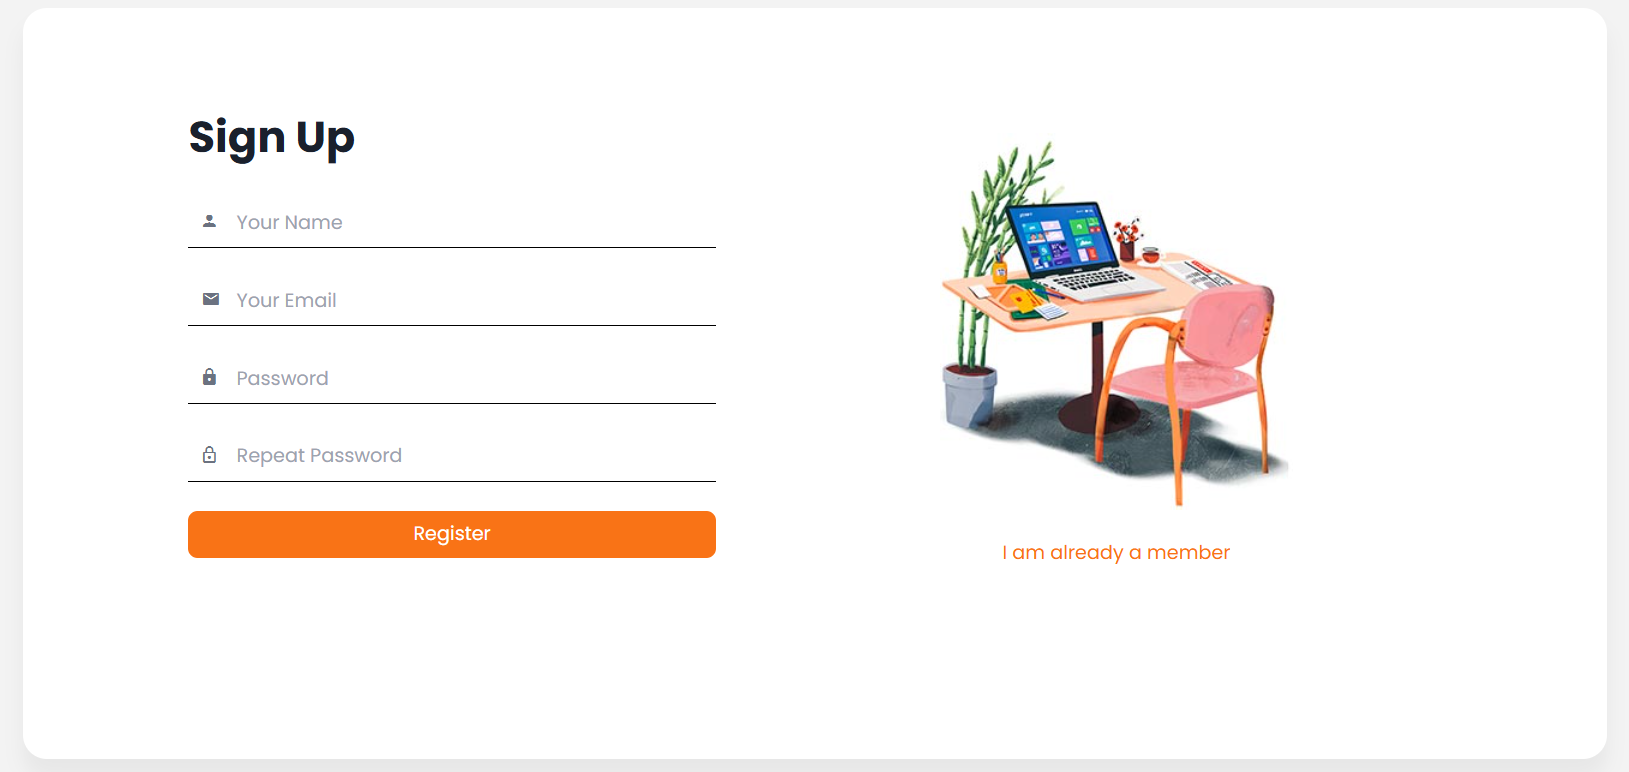 Sign Up
Your Name
Your Email
Password
Repeat Password
Register
I am already a member